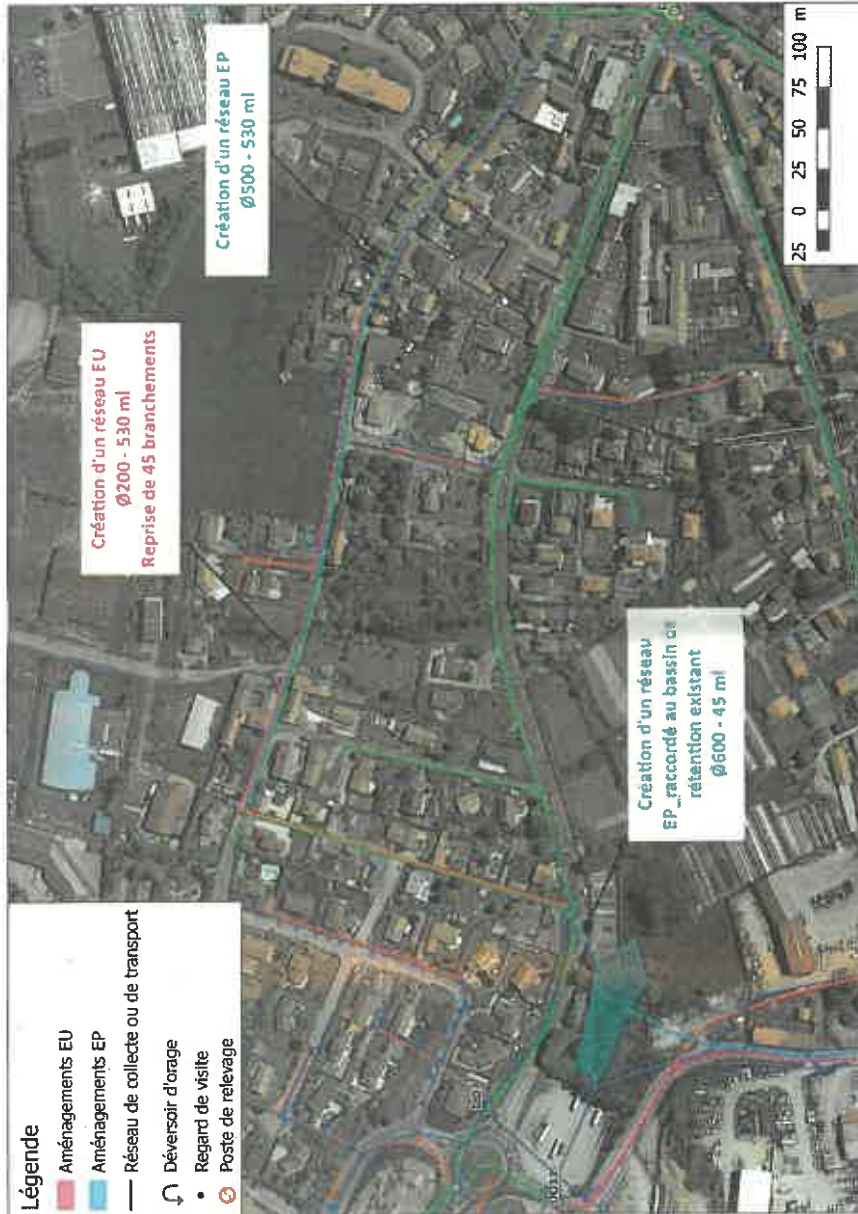 Légende
Aménagements EU
Aménagements EP
Réseau de collecte ou de transport
Déversoir d'orage
Regard de visite
Poste de relevage
Création d'un réseau EU
Ø200 - 530 ml
Reprise de 45 branchements
Création d'un réseau EP
Ø500 - 530 ml
Création d'un réseau
EP_raccordé au bassin de
rétention existant
Ø600 - 45 ml
25 0 25 50 75 100 m